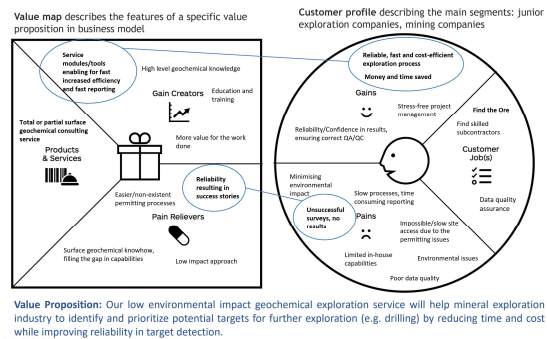 Value map describes the features of a specific value
proposition in business model
Customer profile describing the main segments: junior
exploration companies, mining companies
Service
modules/tools
enabling for fast
increased efficiency
and fast reporting
High level geochemical knowledge
Gain Creators
Education and
training
Total or partial surface
geochemical consulting
service
Products
& Services
More value for the work
done
Reliability
resulting in
success stories
Easier/non-existent
permitting processes
Pain Relievers
Surface geochemical knowhow,
filling the gap in capabilities
Low impact approach
Reliable, fast and cost-efficient
exploration process
Money and time saved
Gains
Stress-free project
management
Reliability/Confidence in results,
ensuring correct QA/QC
Find the Ore
Find skilled
subcontractors
Customer
Job(s)
Data quality
assurance
Minimising
environmental
impact
Slow processes, time
consuming reporting
Unsuccessful
surveys, no
results
Pains
Impossible/slow site
access due to the
permitting issues
Limited in-house
capabilities
Environmental issues
Poor data quality
Value Proposition: Our low environmental impact geochemical exploration service will help mineral exploration
industry to identify and prioritize potential targets for further exploration (e.g. drilling) by reducing time and cost
while improving reliability in target detection.